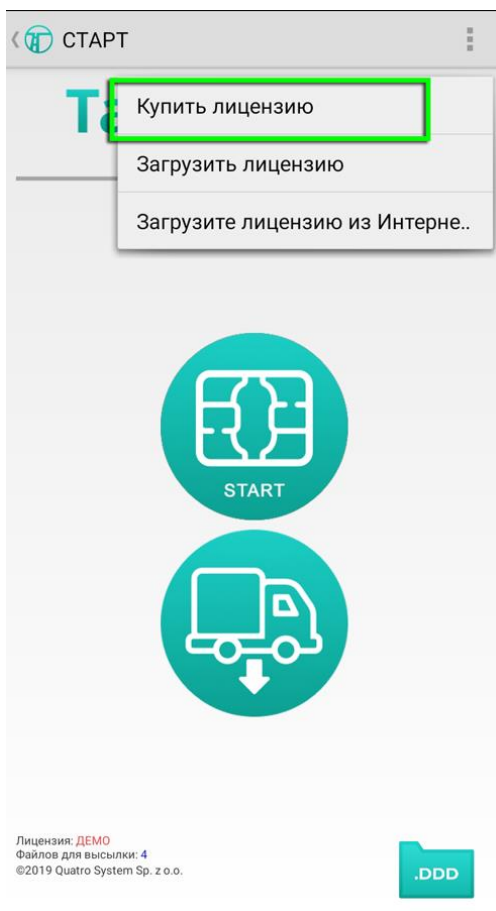 СТАРТ
Ta
Купить лицензию
Загрузить лицензию
Загрузите лицензию из Интерне..
START
Лицензия: ДЕМО
Файлов для высылки: 4
©2019 Quatro System Sp. z o.o.
.DDD